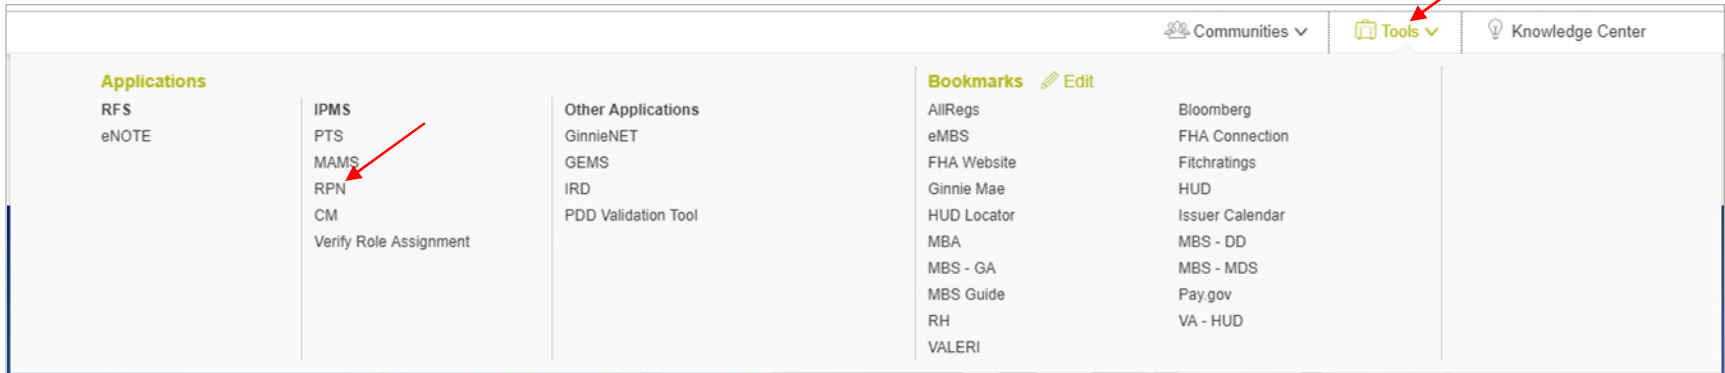 Communities
Tools
Knowledge Center
Applications
RFS
eNOTE
IPMS
PTS
MAMS
RPN
CM
Verify Role Assignment
Other Applications
GinnieNET
GEMS
IRD
PDD Validation Tool
Bookmarks Edit
AllRegs
eMBS
FHA Website
Ginnie Mae
HUD Locator
MBA
MBS - GA
MBS Guide
RH
VALERI
Bloomberg
FHA Connection
Fitchratings
HUD
Issuer Calendar
MBS - DD
MBS - MDS
Pay.gov
VA - HUD